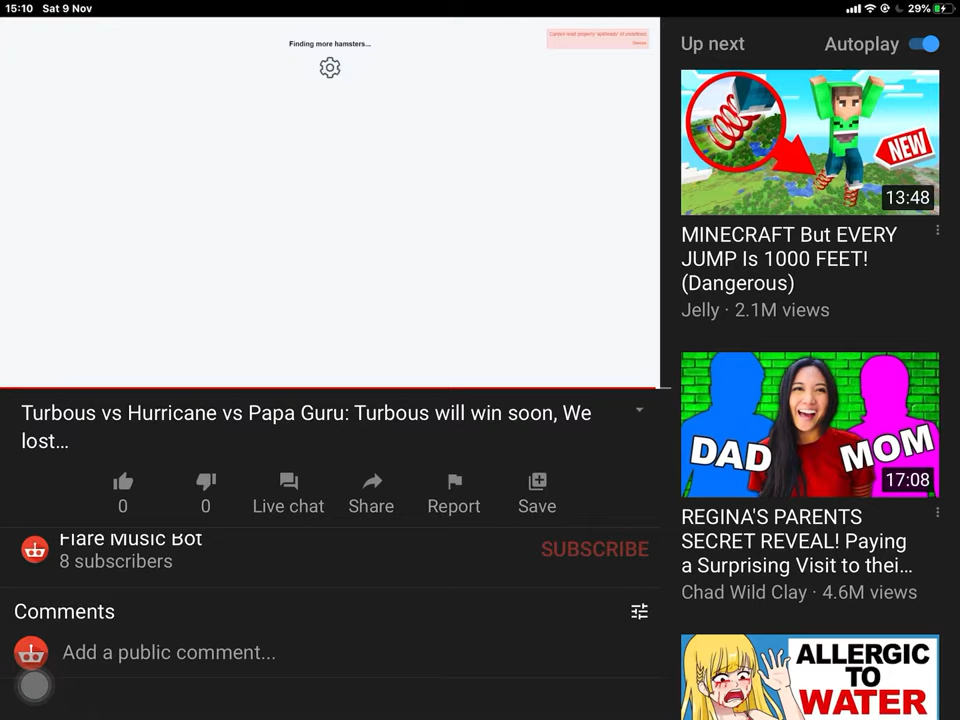 15:10 Sat 9 Nov
29%
Finding more hamsters...
Turbous vs Hurricane vs Papa Guru: Turbous will win soon, We
lost...
0
0
Live chat
Share
Report
Save
Flare Music Bot
8 subscribers
SUBSCRIBE
Comments
Add a public comment...
Up next
Autoplay
NEW
13:48
MINECRAFT But EVERY
JUMP Is 1000 FEET!
(Dangerous)
Jelly · 2.1M views
DAD
MOM
17:08
REGINA'S PARENTS
SECRET REVEAL! Paying
a Surprising Visit to thei...
Chad Wild Clay · 4.6M views
ALLERGIC
TO
WATER